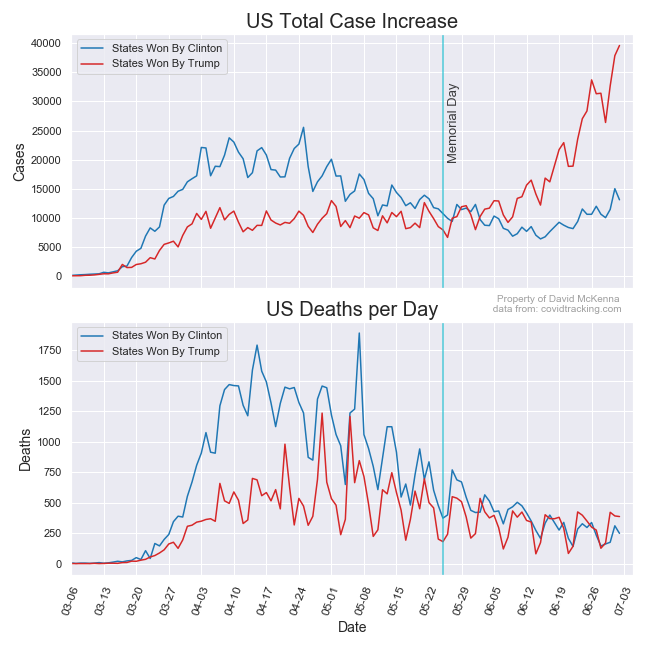 US Total Case Increase
States Won By Clinton
States Won By Trump
40000
35000
30000
25000
20000
15000
10000
5000
0
Cases
Memorial Day
Property of David McKenna
data from: covidtracking.com
US Deaths per Day
States Won By Clinton
States Won By Trump
1750
1500
1250
1000
750
500
250
0
Deaths
03-06
03-13
03-20
03-27
04-03
04-10
04-17
04-24
05-01
05-08
05-15
05-22
05-29
06-05
06-12
06-19
06-26
07-03
Date